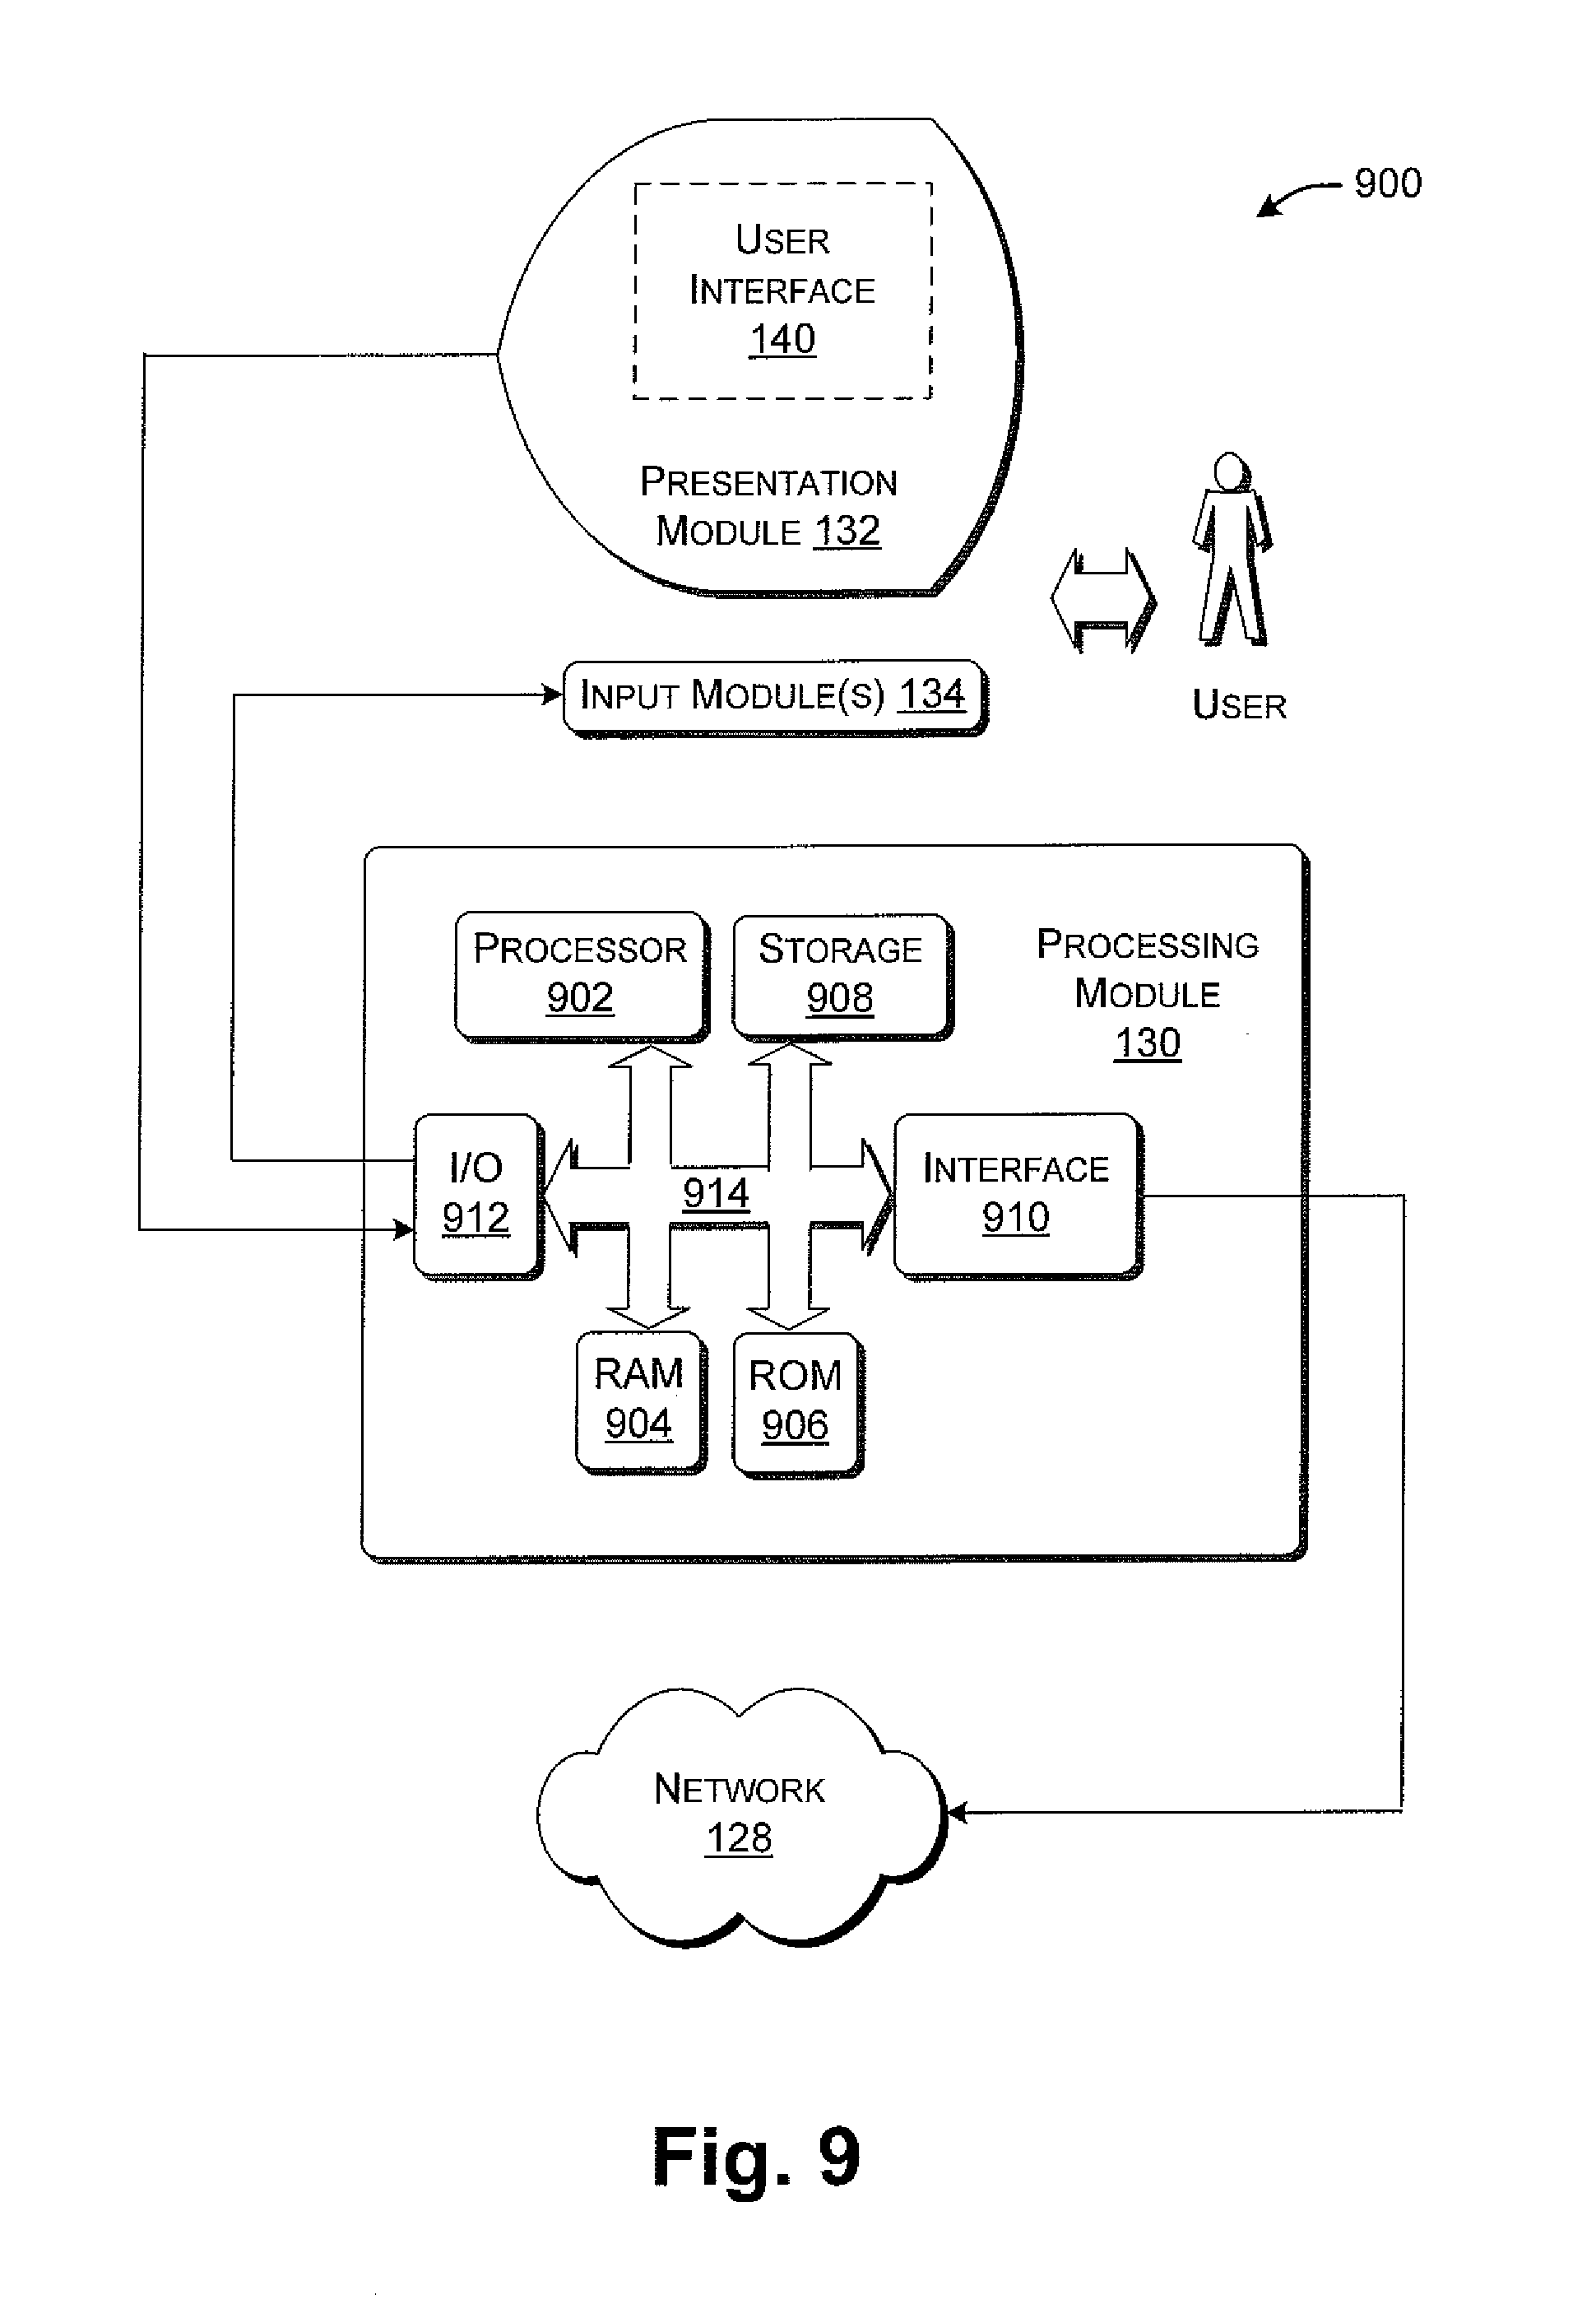 900
USER
INTERFACE
140
PRESENTATION
MODULE 132
INPUT MODULE(S) 134
USER
PROCESSING
MODULE
130
PROCESSOR
902
STORAGE
908
I/O
912
914
INTERFACE
910
RAM
904
ROM
906
NETWORK
128
Fig. 9